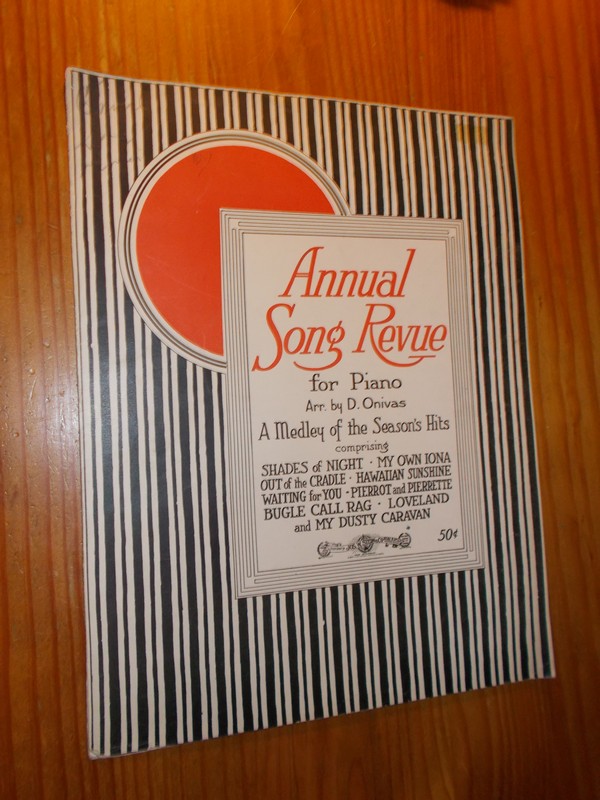 Annual
Song Revue
for Piano
Arr. by D. Onivas
A Medley of the Season's Hits
comprising
SHADES of NIGHT · MY OWN IONA
OUT of the CRADLE · HAWAIIAN SUNSHINE
WAITING for YOU - PIERROT and PIERRETTE
BUGLE CALL RAG · LOVELAND
and MY DUSTY CARAVAN
50¢